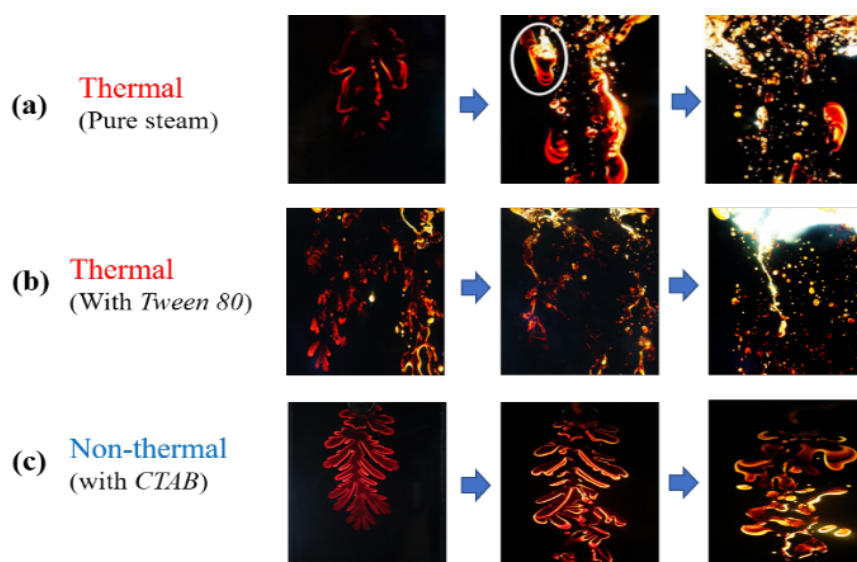 (a) Thermal
(Pure steam)
(b) Thermal
(With Tween 80)
(c) Non-thermal
(with CTAB)